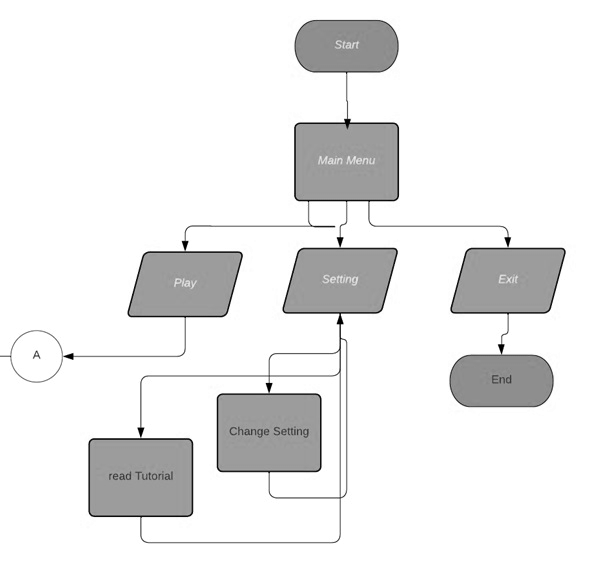 Start
Main Menu
Play
Setting
Exit
A
End
Change Setting
read Tutorial